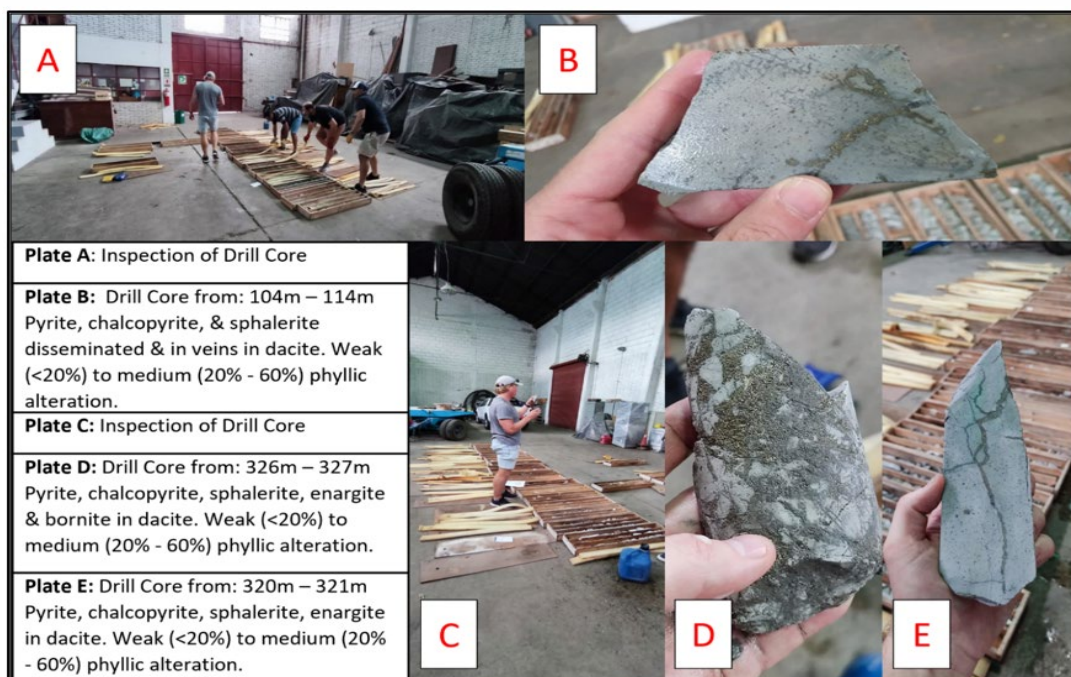 A
B
Plate A: Inspection of Drill Core
Plate B: Drill Core from: 104m – 114m
Pyrite, chalcopyrite, & sphalerite
disseminated & in veins in dacite. Weak
(<20%) to medium (20% - 60%) phyllic
alteration.
Plate C: Inspection of Drill Core
Plate D: Drill Core from: 326m – 327m
Pyrite, chalcopyrite, sphalerite, enargite
& bornite in dacite. Weak (<20%) to
medium (20% - 60%) phyllic alteration.
Plate E: Drill Core from: 320m – 321m
Pyrite, chalcopyrite, sphalerite, enargite
in dacite. Weak (<20%) to medium (20%
- 60%) phyllic alteration.
C
D
E